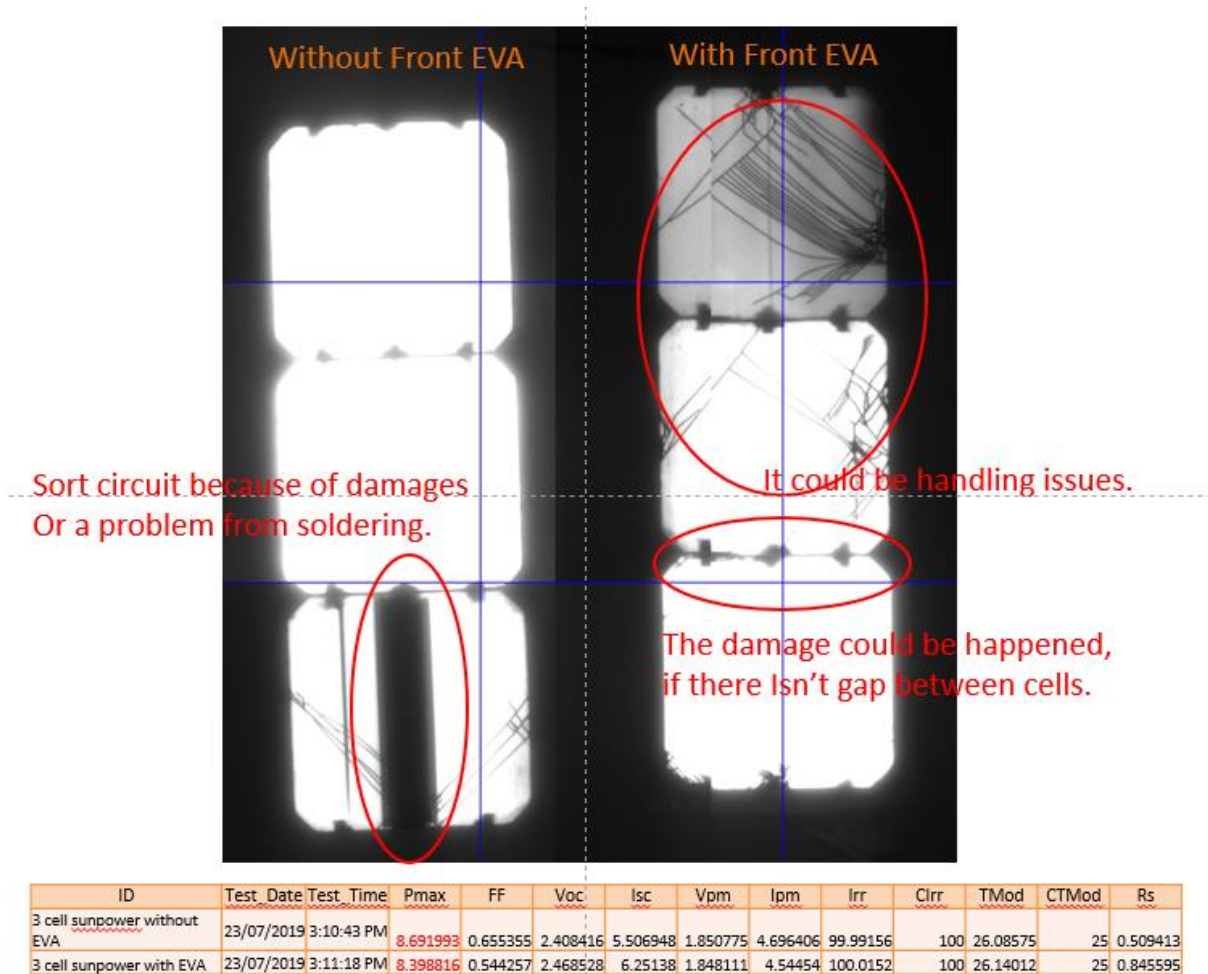 Without Front EVA
With Front EVA
Sort circuit because of damages
Or a problem from soldering.
It could be handling issues.
The damage could be happened,
if there Isn't gap between cells.
ID Test_Date Test_Time Pmax FF Voc Isc Vpm Ipm Irr CIrr TMod CTMod Rs
3 cell sunpower without
EVA 23/07/2019 3:10:43 PM 8.691993 0.655355 2.408416 5.506948 1.850775 4.696406 99.99156 100 26.08575 25 0.509413
3 cell sunpower with EVA 23/07/2019 3:11:18 PM 8.398816 0.544257 2.468528 6.25138 1.848111 4.54454 100.0152 100 26.14012 25 0.845595